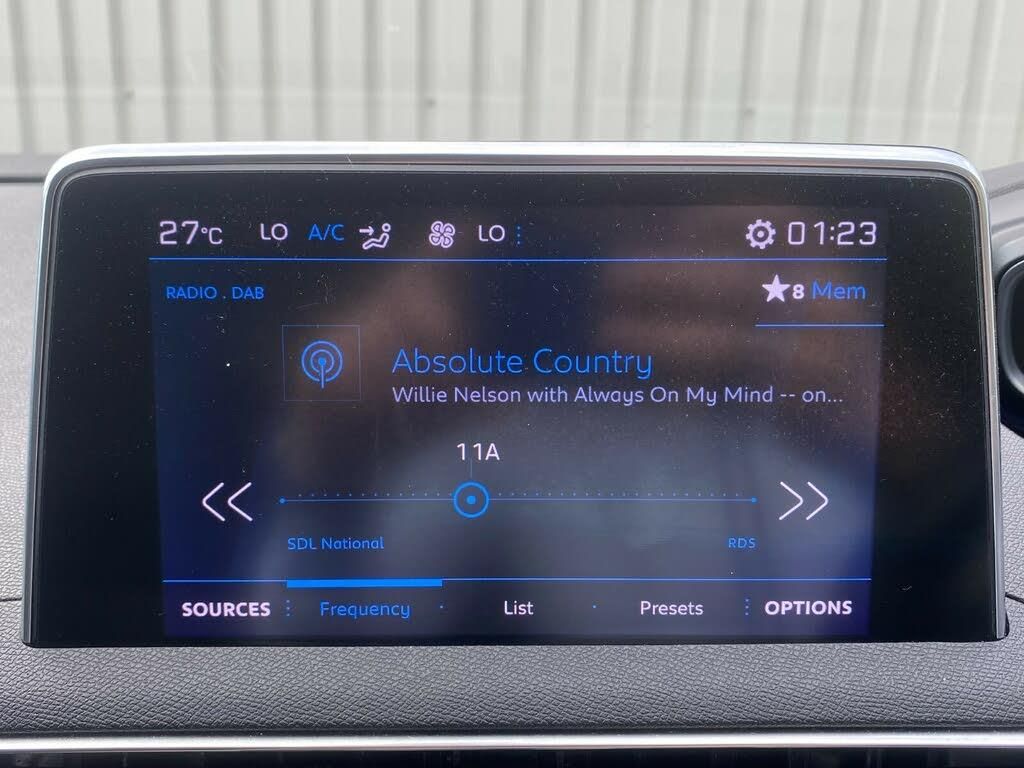 27°C LO A/C LO 01:23
RADIO . DAB
8 Mem
Absolute Country
Willie Nelson with Always On My Mind -- on...
11A
SDL National
RDS
SOURCES Frequency List Presets OPTIONS